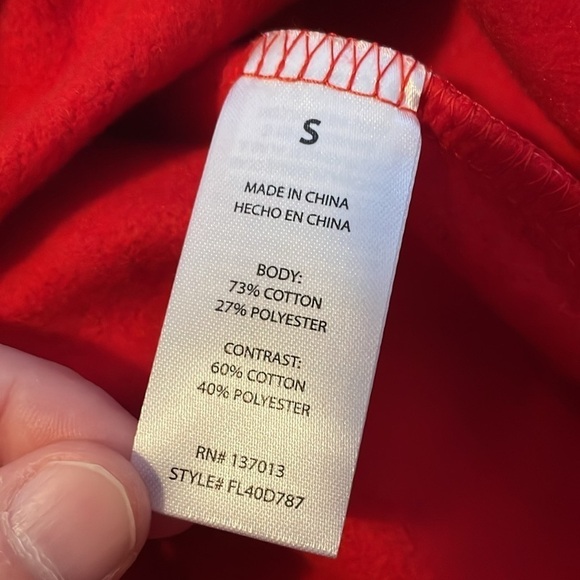 S
MADE IN CHINA
HECHO EN CHINA
BODY:
73% COTTON
27% POLYESTER
CONTRAST:
60% COTTON
40% POLYESTER
RN# 137013
STYLE# FL40D787